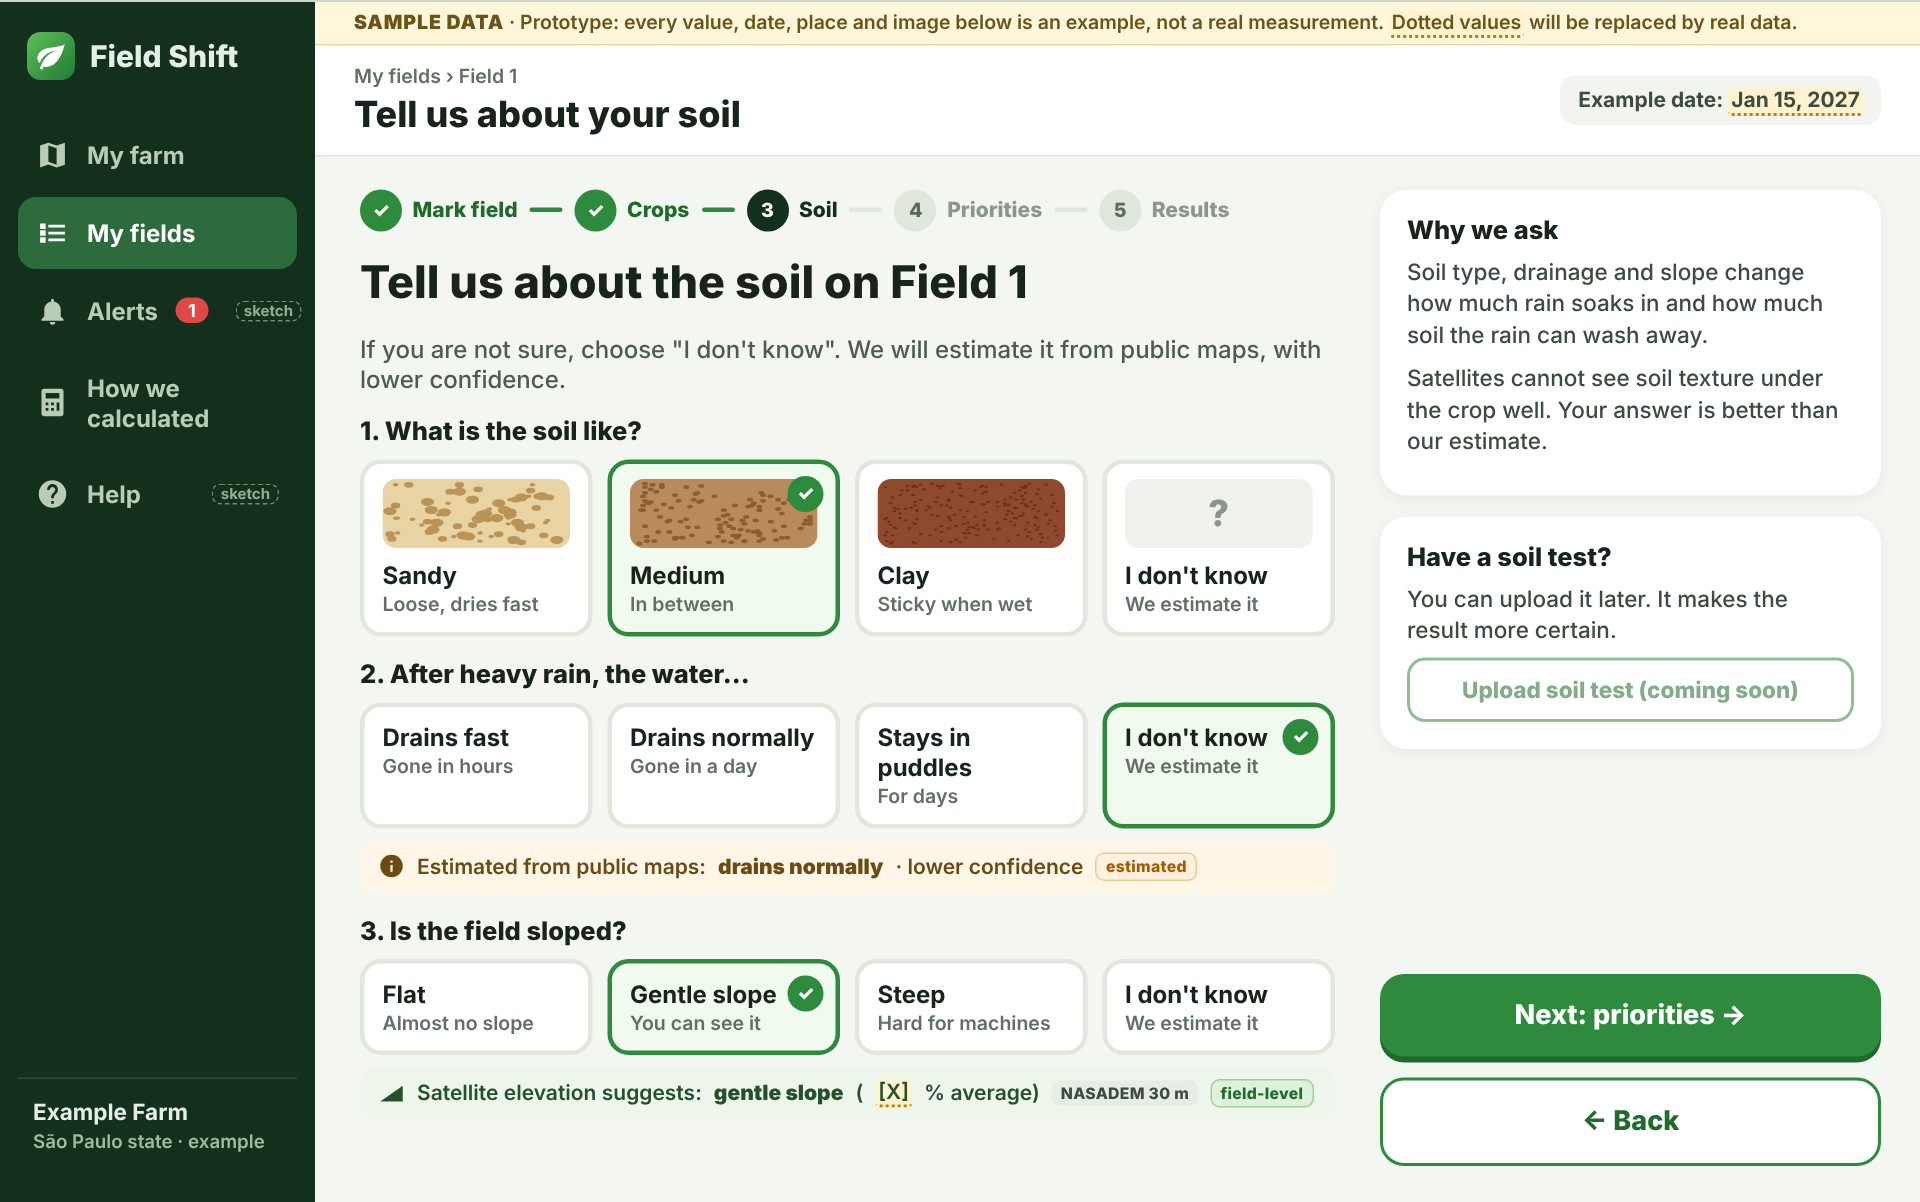 SAMPLE DATA · Prototype: every value, date, place and image below is an example, not a real measurement. Dotted values will be replaced by real data.
Field Shift
My farm
My fields
Alerts 1 sketch
How we
calculated
Help sketch
Example Farm
São Paulo state · example
My fields › Field 1
Tell us about your soil
Example date: Jan 15, 2027
Mark field
Crops
3 Soil
4 Priorities
5 Results
Tell us about the soil on Field 1
If you are not sure, choose "I don't know". We will estimate it from public maps, with
lower confidence.
1. What is the soil like?
Sandy
Loose, dries fast
Medium
In between
Clay
Sticky when wet
?
I don't know
We estimate it
2. After heavy rain, the water...
Drains fast
Gone in hours
Drains normally
Gone in a day
Stays in
puddles
For days
I don't know
We estimate it
Estimated from public maps: drains normally · lower confidence estimated
3. Is the field sloped?
Flat
Almost no slope
Gentle slope
You can see it
Steep
Hard for machines
I don't know
We estimate it
Satellite elevation suggests: gentle slope ( [X] % average) NASADEM 30 m field-level
Why we ask
Soil type, drainage and slope change
how much rain soaks in and how much
soil the rain can wash away.
Satellites cannot see soil texture under
the crop well. Your answer is better than
our estimate.
Have a soil test?
You can upload it later. It makes the
result more certain.
Upload soil test (coming soon)
Next: priorities →
← Back